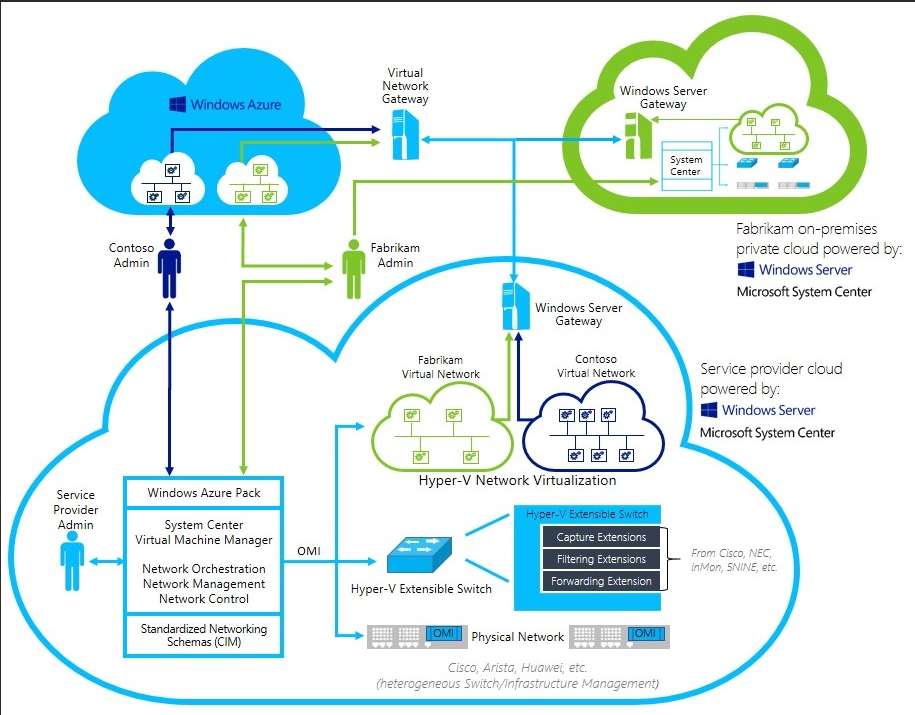 Windows Azure
Virtual
Network
Gateway
Windows Server
Gateway
System
Center
Contoso
Admin
Fabrikam
Admin
Fabrikam on-premises
private cloud powered by:
Windows Server
Microsoft System Center
Windows Server
Gateway
Fabrikam
Virtual Network
Contoso
Virtual Network
Service provider cloud
powered by:
Windows Server
Microsoft System Center
Hyper-V Network Virtualization
Service
Provider
Admin
Windows Azure Pack
System Center
Virtual Machine Manager
Network Orchestration
Network Management
Network Control
Standardized Networking
Schemas (CIM)
OMI
Hyper-V Extensible Switch
Hyper-V Extensible Switch
Capture Extensions
Filtering Extensions
Forwarding Extension
From Cisco, NEC,
inMon, 5NINE, etc.
OMI
Physical Network
OMI
Cisco, Arista, Huawei, etc.
(heterogeneous Switch/Infrastructure Management)